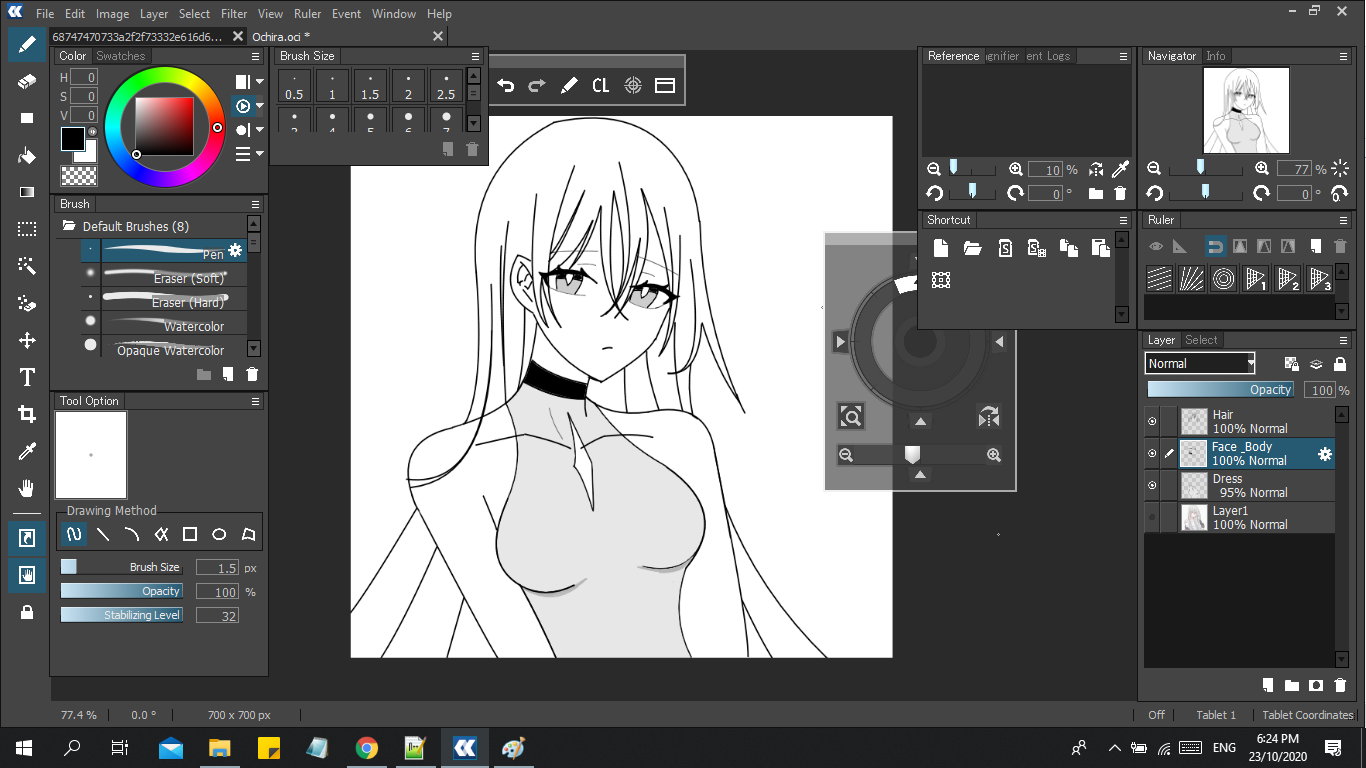 File Edit Image Layer Select Filter View Ruler Event Window Help
68747470733a2f2f73332e616d6... Ochira.oci *
Color Swatches
H 0
S 0
V 0
Brush Size
0.5 1 1.5 2 2.5
3 4 5 6 7
CL
Brush
Default Brushes (8)
Pen
Eraser (Soft)
Eraser (Hard)
Watercolor
Opaque Watercolor
Tool Option
Drawing Method
Brush Size 1.5 px
Opacity 100 %
Stabilizing Level 32
Reference gnifier ent Logs
10 %
0 °
Shortcut
Navigator Info
77 %
0 °
Ruler
1 2 3
Layer Select
Normal
Opacity 100 %
Hair
100% Normal
Face _Body
100% Normal
Dress
95% Normal
Layer1
100% Normal
77.4 % 0.0 ° 700 x 700 px
Off Tablet 1 Tablet Coordinates
ENG
6:24 PM
23/10/2020